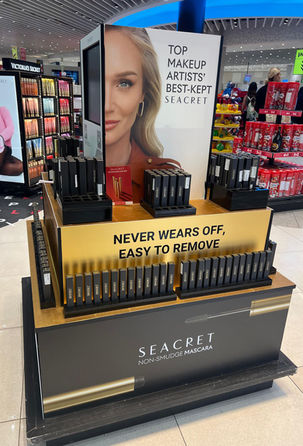 VICTORIA'S SECRET
TOP
MAKEUP
ARTISTS'
BEST-KEPT
SEACRET
NEVER WEARS OFF,
EASY TO REMOVE
SEACRET
NON-SMUDGE MASCARA